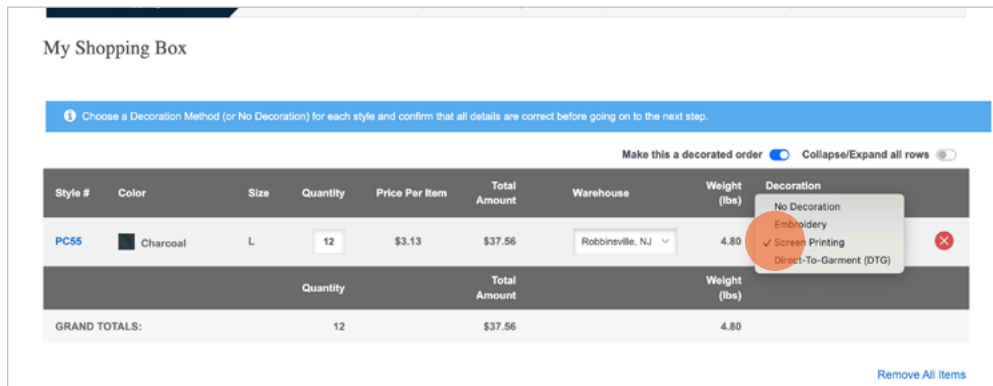 My Shopping Box
Choose a Decoration Method (or No Decoration) for each style and confirm that all details are correct before going on to the next step.
Make this a decorated order Collapse/Expand all rows
Style # Color Size Quantity Price Per Item Total Amount Warehouse Weight (lbs) Decoration
No Decoration
Embroidery
✓ Screen Printing
Direct-To-Garment (DTG)
PC55 Charcoal L 12 $3.13 $37.56 Robbinsville, NJ 4.80
Quantity Total Amount Weight (lbs)
GRAND TOTALS: 12 $37.56 4.80
Remove All Items